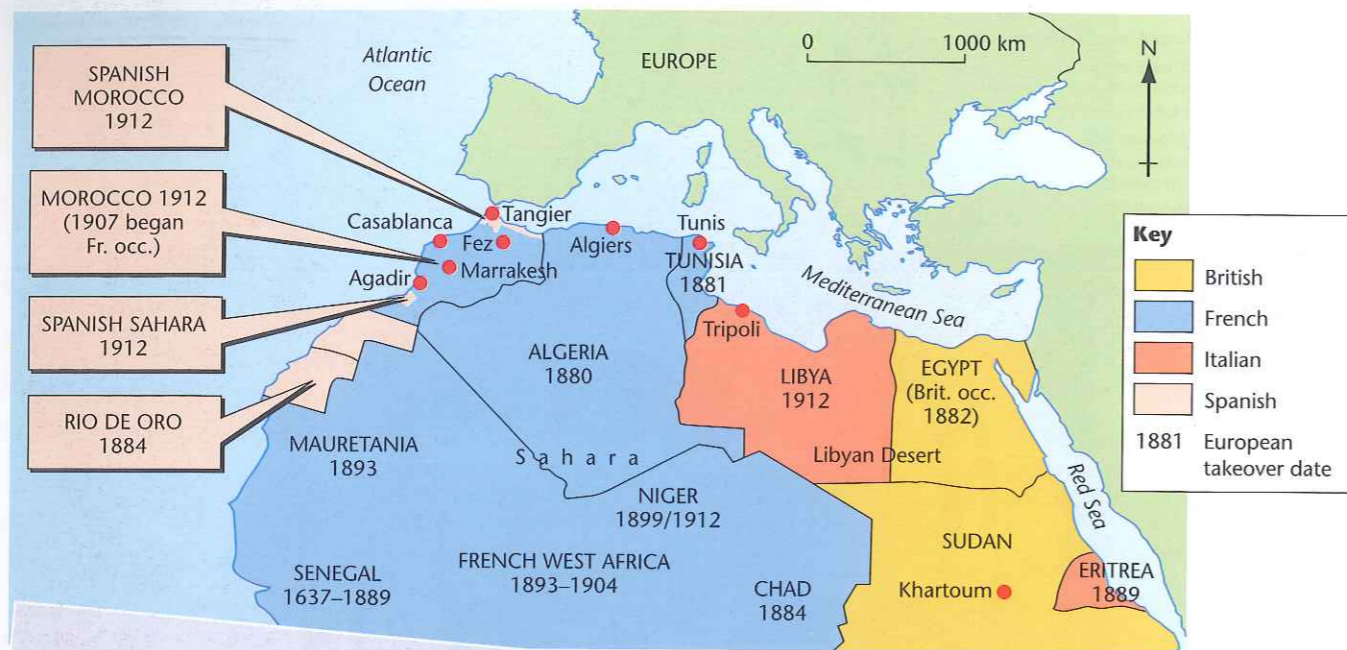 SPANISH
MOROCCO
1912
MOROCCO 1912
(1907 began
Fr. occ.)
SPANISH SAHARA
1912
RIO DE ORO
1884
Atlantic
Ocean
EUROPE
0 1000 km
N
Casablanca
Tangier
Fez
Marrakesh
Agadir
Algiers
Tunis
TUNISIA
1881
Tripoli
Mediterranean Sea
ALGERIA
1880
LIBYA
1912
Libyan Desert
EGYPT
(Brit. occ.
1882)
Red Sea
MAURETANIA
1893
Sahara
NIGER
1899/1912
FRENCH WEST AFRICA
1893–1904
SENEGAL
1637–1889
CHAD
1884
SUDAN
Khartoum
ERITREA
1889
Key
British
French
Italian
Spanish
1881 European
takeover date